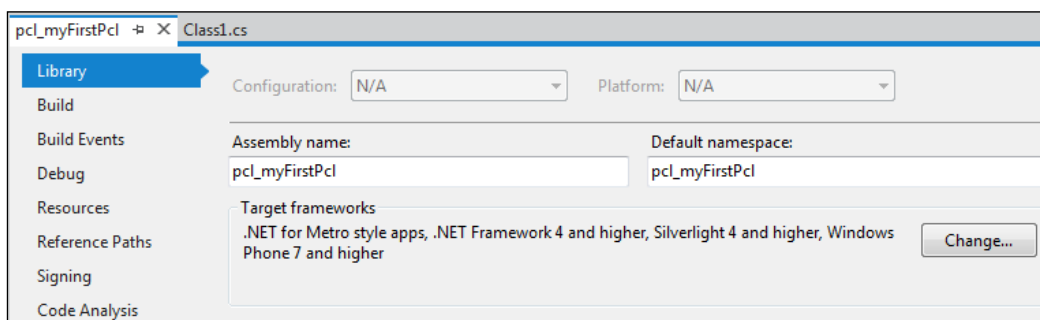 pcl_myFirstPcl Class1.cs
Library
Configuration: N/A Platform: N/A
Build
Build Events
Assembly name: Default namespace:
Debug
pcl_myFirstPcl pcl_myFirstPcl
Resources
Target frameworks
.NET for Metro style apps, .NET Framework 4 and higher, Silverlight 4 and higher, Windows
Phone 7 and higher
Change...
Reference Paths
Signing
Code Analysis